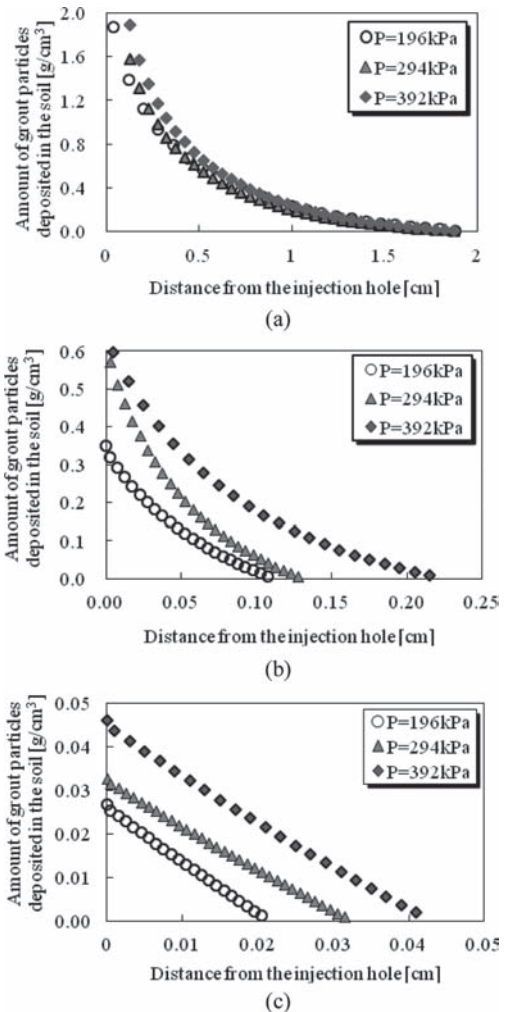 Amount of grout particles
deposited in the soil [g/cm³]
2.0
1.6
1.2
0.8
0.4
0.0
P=196kPa
P=294kPa
P=392kPa
0
0.5
1
1.5
2
Distance from the injection hole [cm]
(a)
Amount of grout particles
deposited in the soil [g/cm³]
0.6
0.5
0.4
0.3
0.2
0.1
0.0
P=196kPa
P=294kPa
P=392kPa
0.00
0.05
0.10
0.15
0.20
0.25
Distance from the injection hole [cm]
(b)
Amount of grout particles
deposited in the soil [g/cm³]
0.05
0.04
0.03
0.02
0.01
0.00
P=196kPa
P=294kPa
P=392kPa
0
0.01
0.02
0.03
0.04
0.05
Distance from the injection hole [cm]
(c)